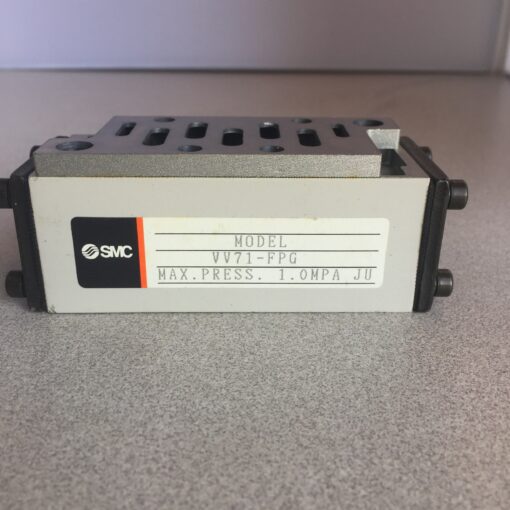 SMC
MODEL
VV71-FPG
MAX.PRESS. 1.0MPA JU